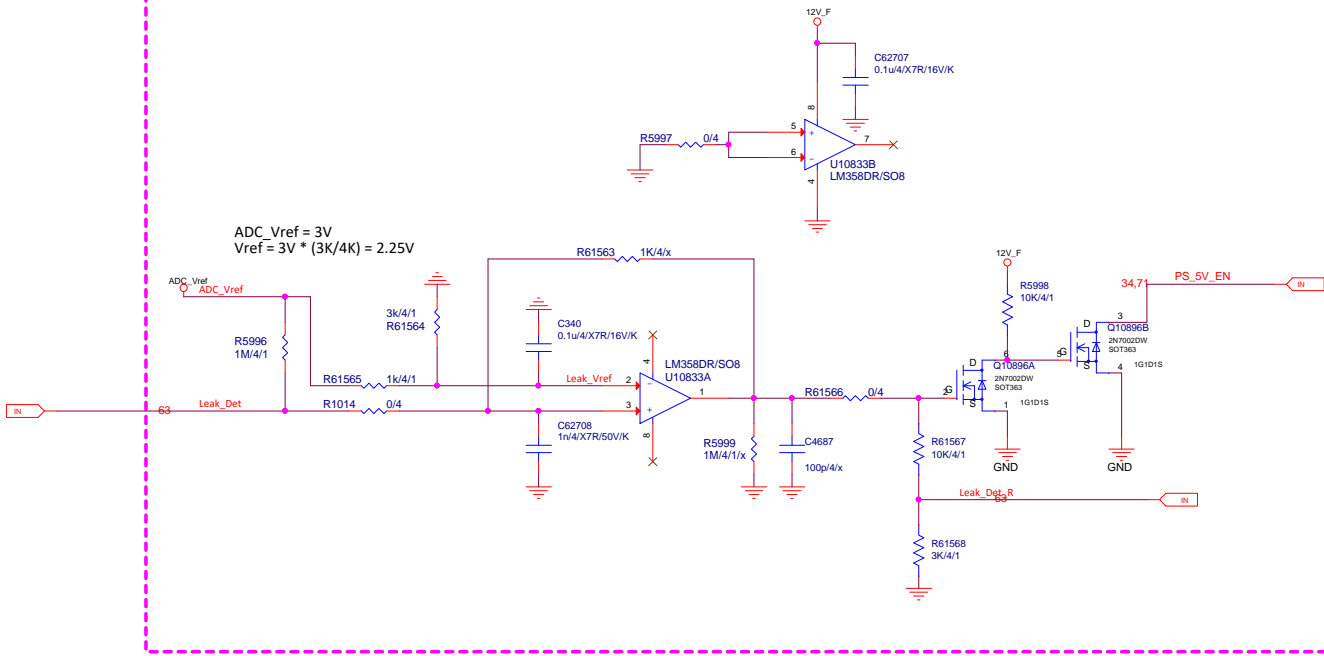 12V_F
C62707
0.1u/4/X7R/16V/K
8
R5997 0/4
5
+
7
6
−
U10833B
LM358DR/SO8
4
ADC_Vref = 3V
Vref = 3V * (3K/4K) = 2.25V
R61563 1K/4/x
12V_F
ADC_Vref
ADC_Vref
34,71
PS_5V_EN
IN
R5998
10K/4/1
3k/4/1
R61564
C340
0.1u/4/X7R/16V/K
R5996
1M/4/1
3
D
Q10896B
2N7002DW
SOT363
G
5
S
4
1G1D1S
4
LM358DR/SO8
U10833A
6
D
Q10896A
2N7002DW
SOT363
G
2
S
1
1G1D1S
R61565 1k/4/1
Leak_Vref
2
−
1
R61566 0/4
IN
63
Leak_Det
R1014 0/4
3
+
8
C62708
1n/4/X7R/50V/K
R5999
1M/4/1/x
C4687
100p/4/x
R61567
10K/4/1
GND
GND
Leak_Det_R
63
IN
R61568
3K/4/1